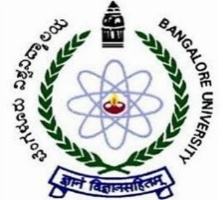 ಬೆಂಗಳೂರು ವಿಶ್ವವಿದ್ಯಾಲಯ
BANGALORE UNIVERSITY
ज्ञानं विज्ञानसहितम्